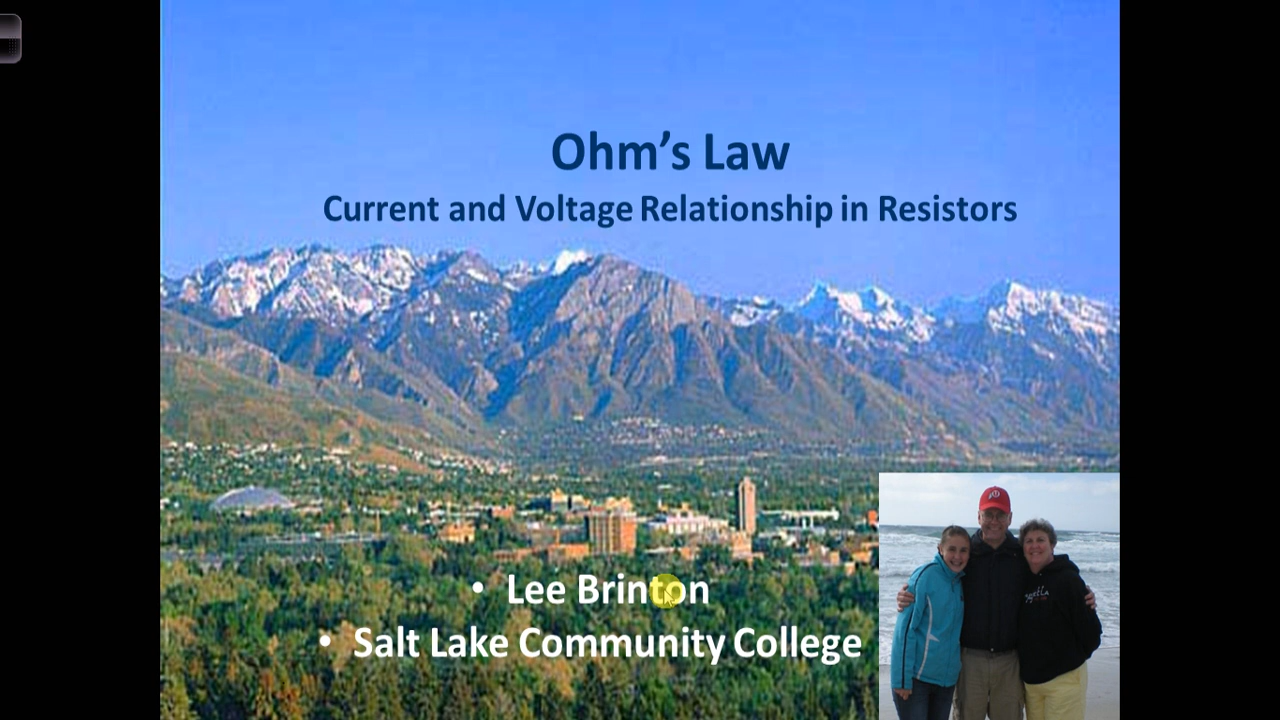 Ohm's Law
Current and Voltage Relationship in Resistors
• Lee Brinton
• Salt Lake Community College